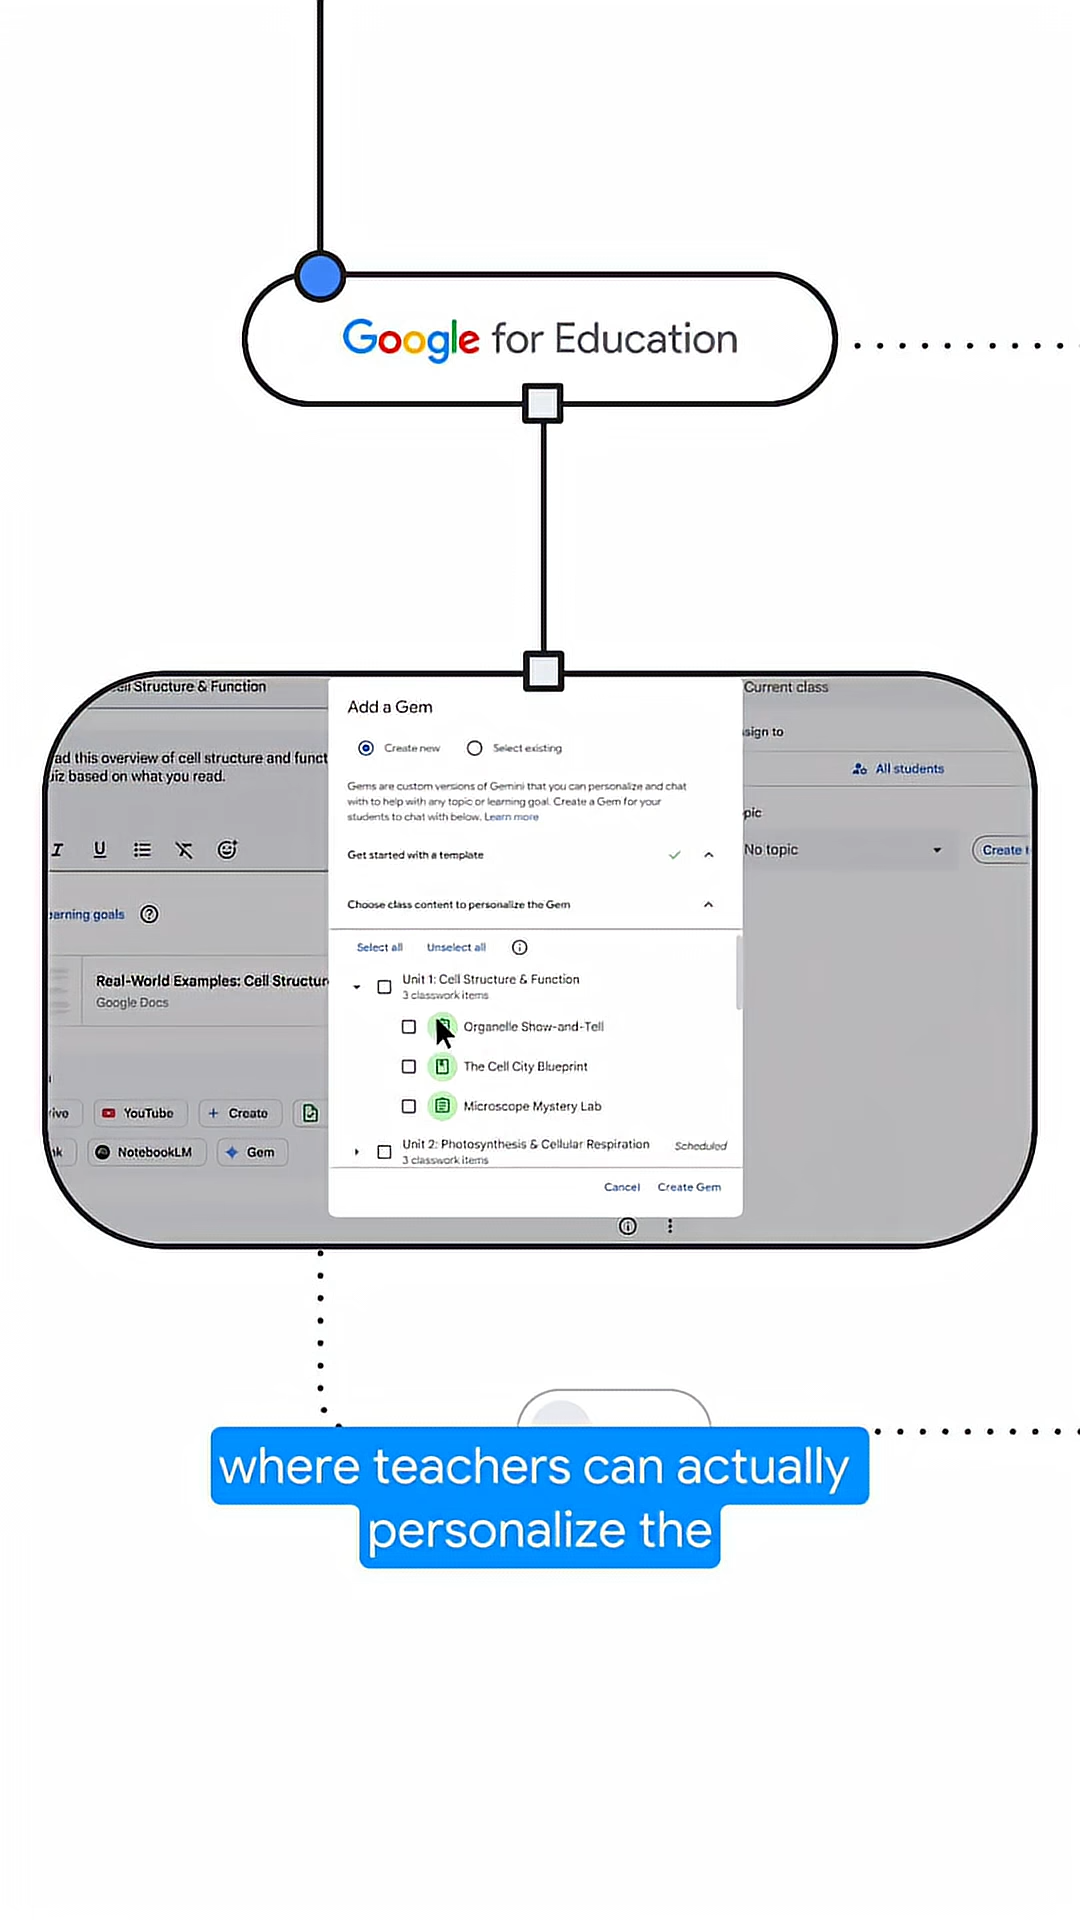 Google for Education
Structure & Function
Add a Gem
Current class
Create new
Select existing
All students
ad this overview of cell structure and funct
based on what you read.
Gems are custom versions of Gemini that you can personalize and chat
with to help with any topic or learning goal. Create a Gem for your
students to chat with below. Learn more
Get started with a template
No topic
Create
Choose class content to personalize the Gem
earning goals
Select all
Unselect all
Real-World Examples: Cell Structur
Google Docs
Unit 1: Cell Structure & Function
3 classwork items
Organelle Show-and-Tell
The Cell City Blueprint
Microscope Mystery Lab
YouTube
+ Create
NotebookLM
Gem
Unit 2: Photosynthesis & Cellular Respiration
Scheduled
3 classwork items
Cancel
Create Gem
where teachers can actually
personalize the